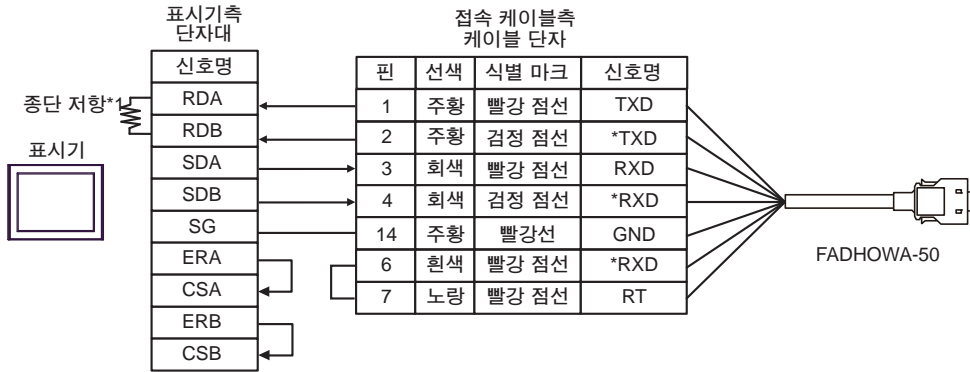 표시기측
단자대
접속 케이블측
케이블 단자
신호명
핀 선색 식별 마크 신호명
종단 저항*1
RDA
1 주황 빨강 점선 TXD
RDB
2 주황 검정 점선 *TXD
표시기
SDA
3 회색 빨강 점선 RXD
SDB
4 회색 검정 점선 *RXD
SG
14 주황 빨강선 GND
FADHOWA-50
ERA
6 흰색 빨강 점선 *RXD
CSA
7 노랑 빨강 점선 RT
ERB
CSB